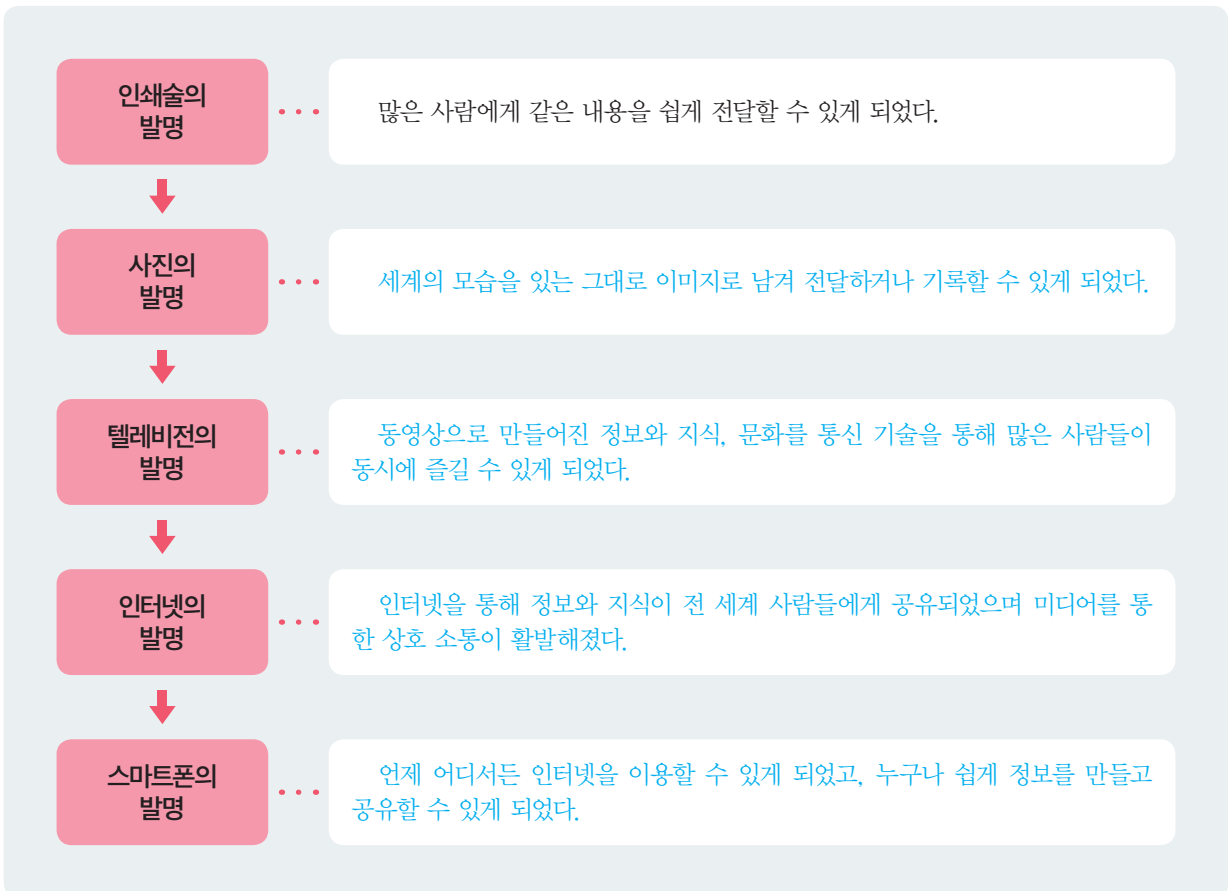 인쇄술의
발명
많은 사람에게 같은 내용을 쉽게 전달할 수 있게 되었다.
사진의
발명
세계의 모습을 있는 그대로 이미지로 남겨 전달하거나 기록할 수 있게 되었다.
텔레비전의
발명
동영상으로 만들어진 정보와 지식, 문화를 통신 기술을 통해 많은 사람들이
동시에 즐길 수 있게 되었다.
인터넷의
발명
인터넷을 통해 정보와 지식이 전 세계 사람들에게 공유되었으며 미디어를 통
한 상호 소통이 활발해졌다.
스마트폰의
발명
언제 어디서든 인터넷을 이용할 수 있게 되었고, 누구나 쉽게 정보를 만들고
공유할 수 있게 되었다.